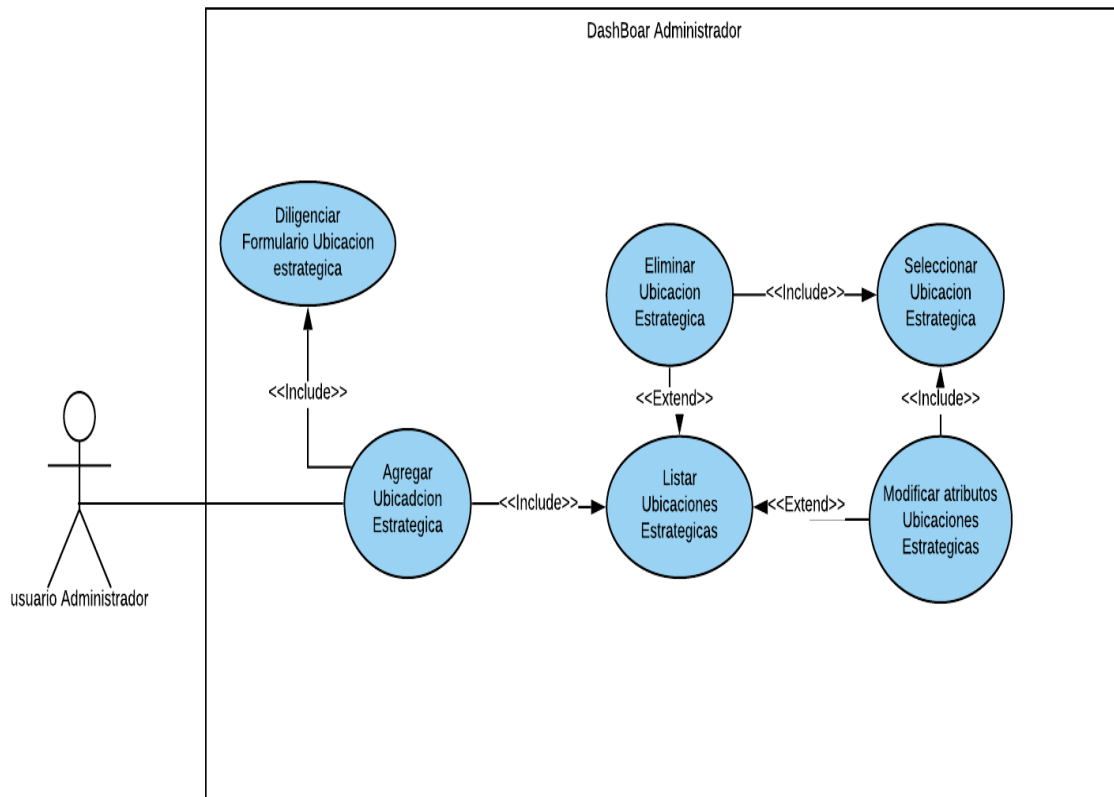 DashBoar Administrador
Diligenciar
Formulario Ubicacion
estrategica
Eliminar
Ubicacion
Estrategica
<<Include>>
Seleccionar
Ubicacion
Estrategica
<<Include>>
<<Extend>>
<<Include>>
Agregar
Ubicadcion
Estrategica
<<Include>>
Listar
Ubicaciones
Estrategicas
<<Extend>>
Modificar atributos
Ubicaciones
Estrategicas
usuario Administrador